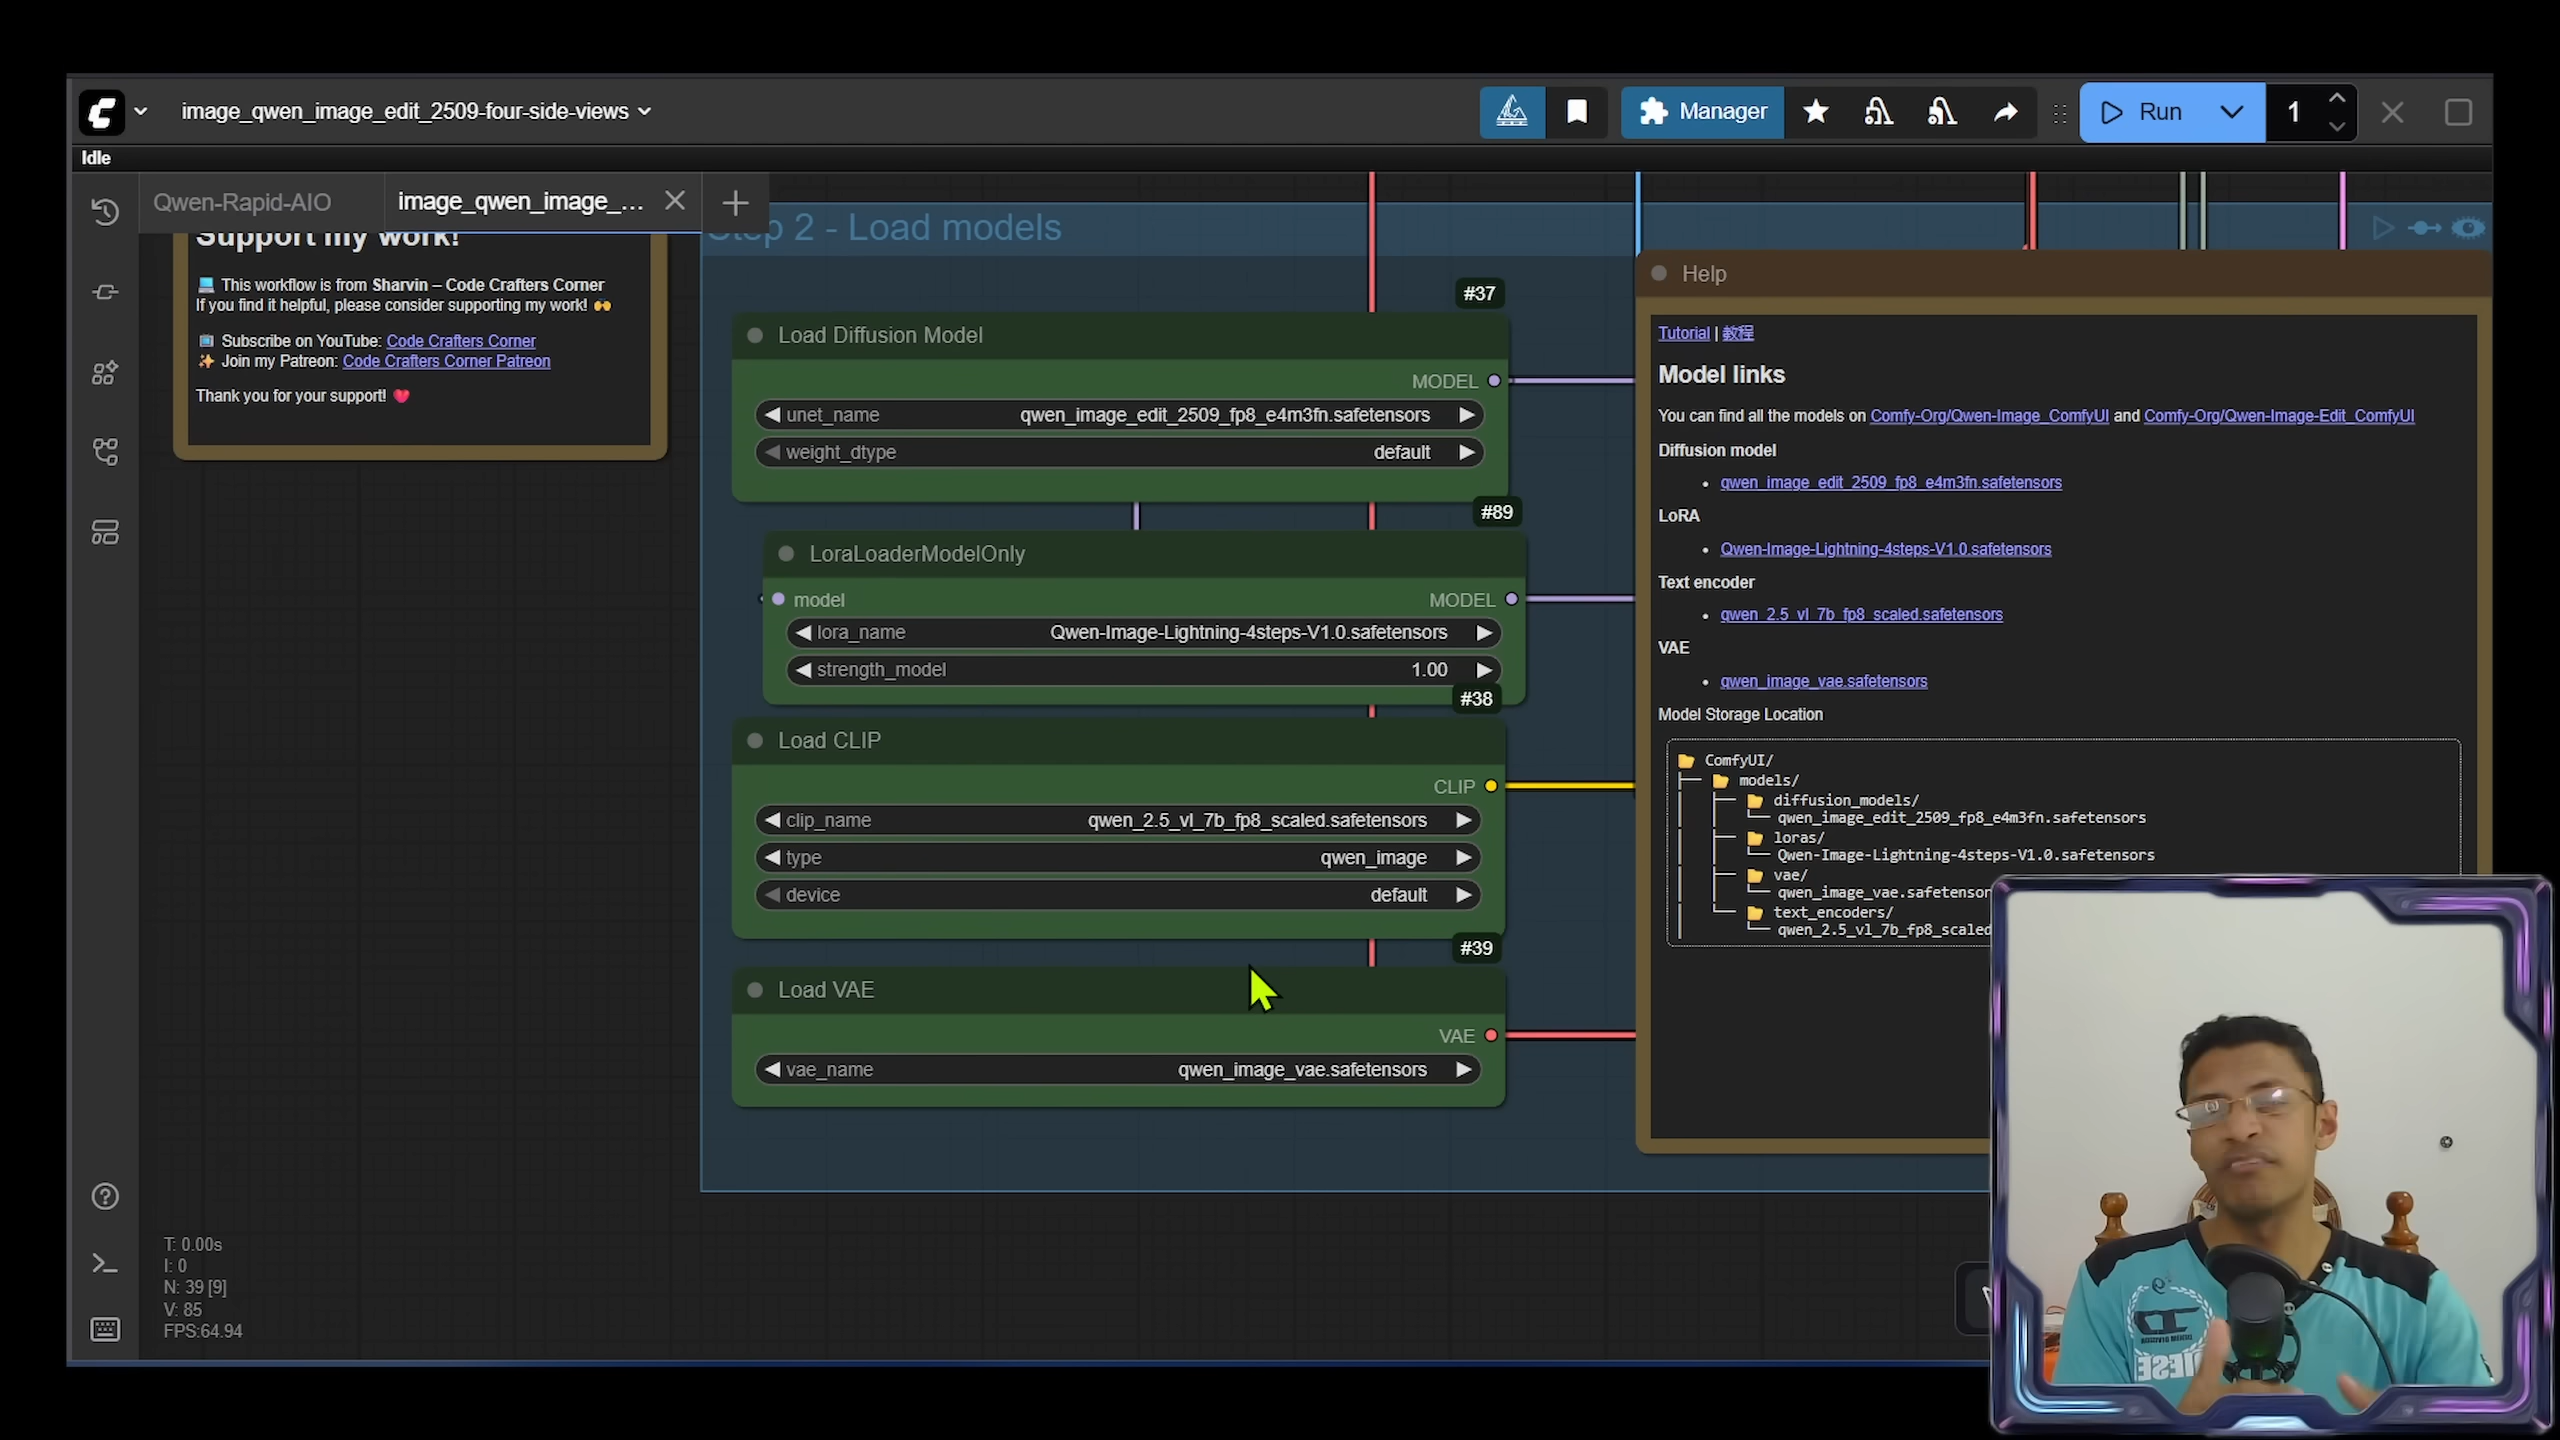 image_qwen_image_edit_2509-four-side-views
Manager
Run
1
Idle
Qwen-Rapid-AIO
image_qwen_image_...
Support my work!
💻 This workflow is from Sharvin – Code Crafters Corner
If you find it helpful, please consider supporting my work! 🙌
📺 Subscribe on YouTube: Code Crafters Corner
✨ Join my Patreon: Code Crafters Corner Patreon
Thank you for your support! ❤️
Step 2 - Load models
#37
Load Diffusion Model
MODEL
unet_name qwen_image_edit_2509_fp8_e4m3fn.safetensors
weight_dtype default
#89
LoraLoaderModelOnly
model MODEL
lora_name Qwen-Image-Lightning-4steps-V1.0.safetensors
strength_model 1.00
#38
Load CLIP
CLIP
clip_name qwen_2.5_vl_7b_fp8_scaled.safetensors
type qwen_image
device default
#39
Load VAE
VAE
vae_name qwen_image_vae.safetensors
Help
Tutorial | 教程
Model links
You can find all the models on Comfy-Org/Qwen-Image_ComfyUI and Comfy-Org/Qwen-Image-Edit_ComfyUI
Diffusion model
• qwen_image_edit_2509_fp8_e4m3fn.safetensors
LoRA
• Qwen-Image-Lightning-4steps-V1.0.safetensors
Text encoder
• qwen_2.5_vl_7b_fp8_scaled.safetensors
VAE
• qwen_image_vae.safetensors
Model Storage Location
📂 ComfyUI/
├── 📂 models/
│ ├── 📂 diffusion_models/
│ │ └── qwen_image_edit_2509_fp8_e4m3fn.safetensors
│ ├── 📂 loras/
│ │ └── Qwen-Image-Lightning-4steps-V1.0.safetensors
│ ├── 📂 vae/
│ │ └── qwen_image_vae.safetensor
│ └── 📂 text_encoders/
│ └── qwen_2.5_vl_7b_fp8_scaled
T: 0.00s
I: 0
N: 39 [9]
V: 85
FPS:64.94